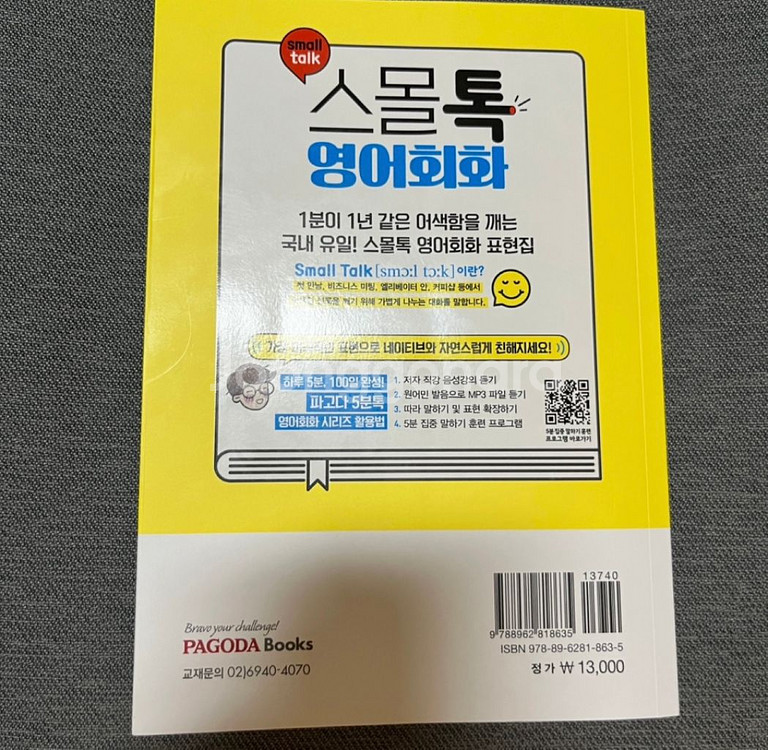 small
talk
스몰톡
영어회화
1분이 1년 같은 어색함을 깨는
국내 유일! 스몰톡 영어회화 표현집
Small Talk [smɔ:l tɔ:k]이란?
첫 만남, 비즈니스 미팅, 엘리베이터 안, 커피샵 등에서
깨기 위해 가볍게 나누는 대화를 말합니다.
표현으로 네이티브와 자연스럽게 친해지세요!
하루 5분, 100일 완성!
파고다 5분톡
영어회화 시리즈 활용법
1. 저자 직강 음성강의 듣기
2. 원어민 발음으로 MP3 파일 듣기
3. 따라 말하기 및 표현 확장하기
4. 5분 집중 말하기 훈련 프로그램
5분 집중 말하기 훈련
프로그램 바로가기
13740
9 788962 818635
ISBN 978-89-6281-863-5
정가 ₩ 13,000
Bravo your challenge!
PAGODA Books
교재문의 02)6940-4070